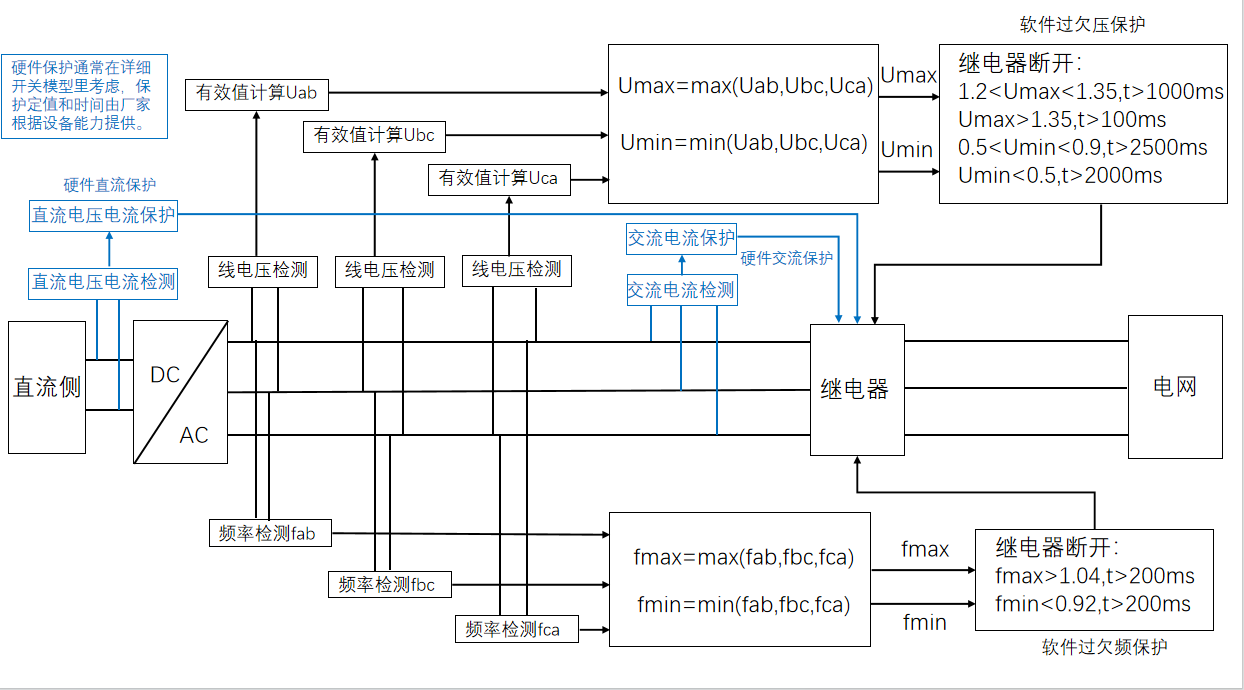 软件过欠压保护
硬件保护通常在详细
开关模型里考虑，保
护定值和时间由厂家
根据设备能力提供。
有效值计算Uab
有效值计算Ubc
有效值计算Uca
Umax=max(Uab,Ubc,Uca)
Umin=min(Uab,Ubc,Uca)
Umax
Umin
继电器断开：
1.2<Umax<1.35,t>1000ms
Umax>1.35,t>100ms
0.5<Umin<0.9,t>2500ms
Umin<0.5,t>2000ms
硬件直流保护
直流电压电流保护
直流电压电流检测
线电压检测
线电压检测
线电压检测
交流电流保护
硬件交流保护
交流电流检测
直流侧
DC
AC
继电器
电网
频率检测fab
频率检测fbc
频率检测fca
fmax=max(fab,fbc,fca)
fmin=min(fab,fbc,fca)
fmax
fmin
继电器断开：
fmax>1.04,t>200ms
fmin<0.92,t>200ms
软件过欠频保护